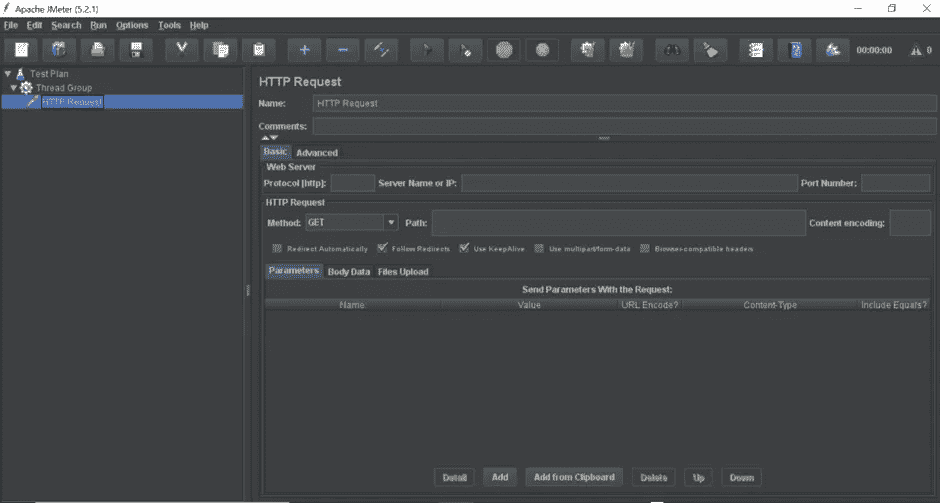 Apache JMeter (5.2.1)
File Edit Search Run Options Tools Help
00:00:00 0
Test Plan
Thread Group
HTTP Request
HTTP Request
Name: HTTP Request
Comments:
Basic Advanced
Web Server
Protocol [http]: Server Name or IP: Port Number:
HTTP Request
Method: GET Path: Content encoding:
Redirect Automatically Follow Redirects Use KeepAlive Use multipart/form-data Browser-compatible headers
Parameters Body Data Files Upload
Send Parameters With the Request:
Name: Value URL Encode? Content-Type Include Equals?
Detail Add Add from Clipboard Delete Up Down